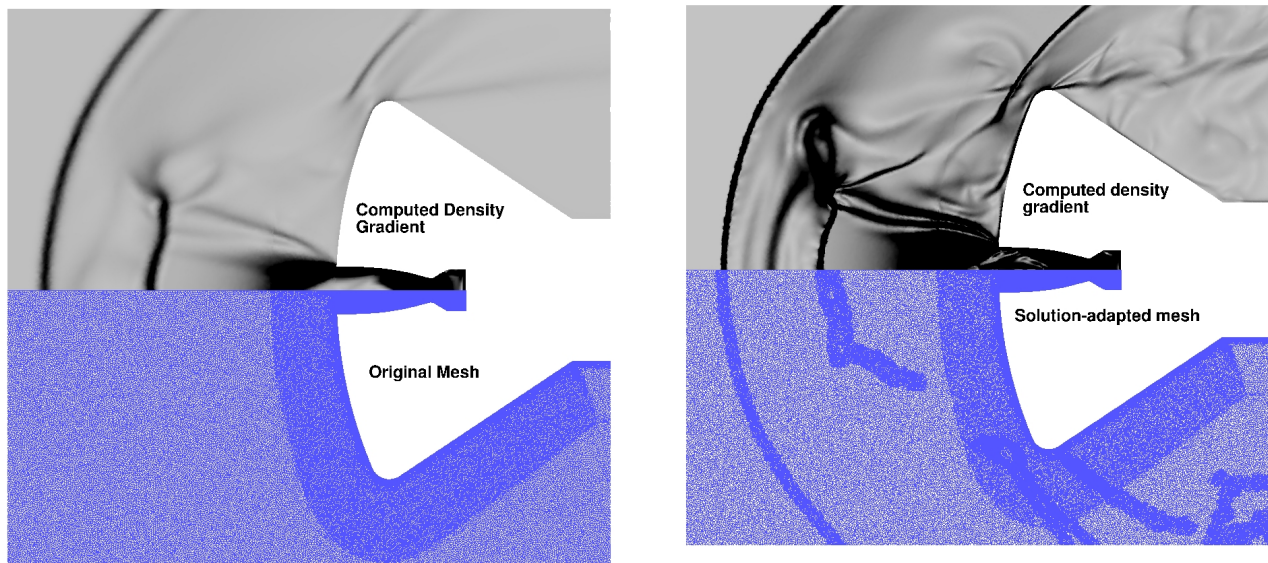 Computed Density
Gradient
Original Mesh
Computed density
gradient
Solution-adapted mesh